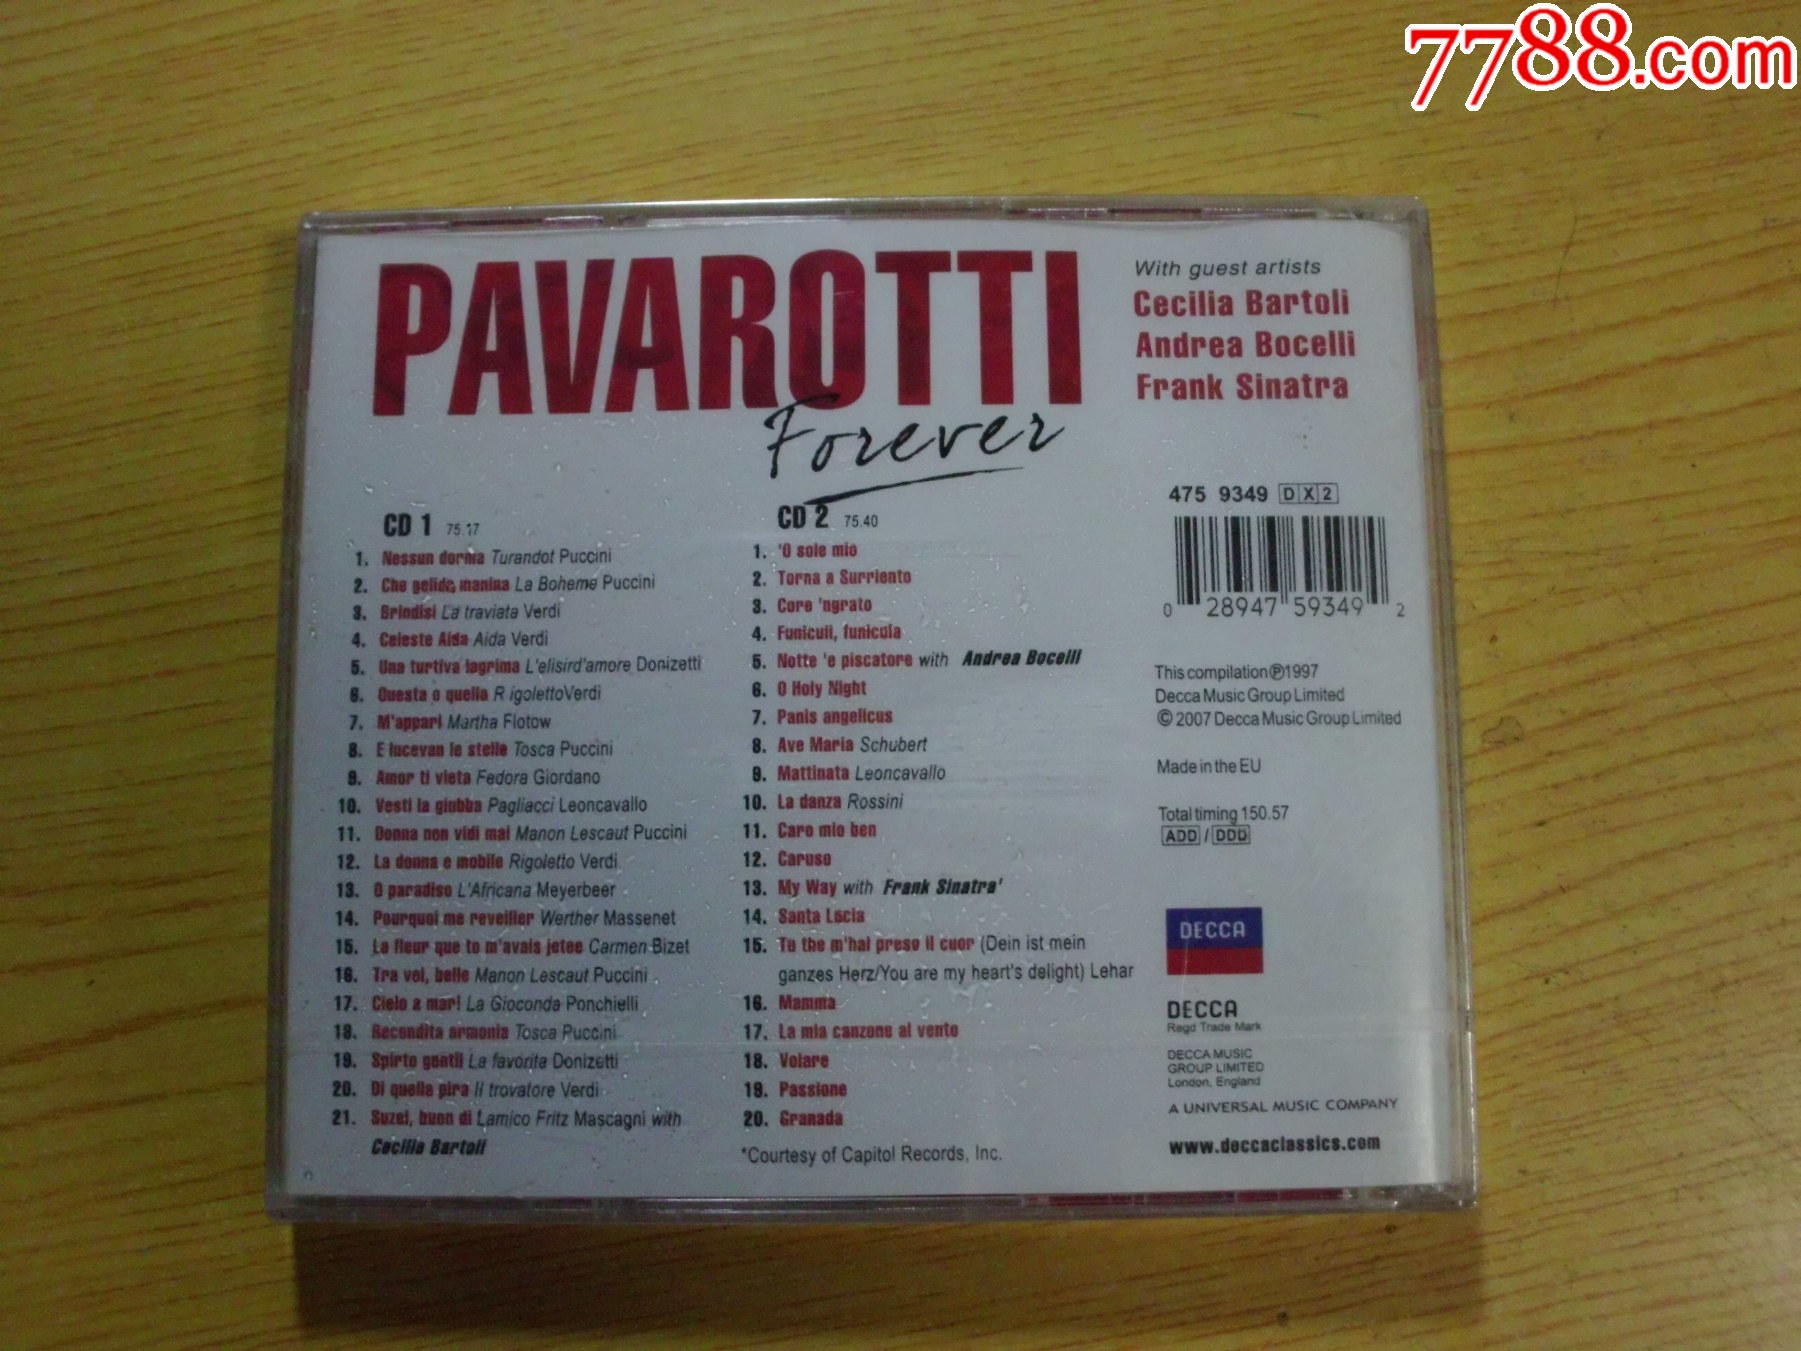 7788.com
PAVAROTTI
Forever
With guest artists
Cecilia Bartoli
Andrea Bocelli
Frank Sinatra
CD 1 75.17
1. Nessun dorma Turandot Puccini
2. Che gelida manina La Boheme Puccini
3. Brindisi La traviata Verdi
4. Celeste Aida Aida Verdi
5. Una turtiva lagrima L'elisird'amore Donizetti
6. Questa o quella R igolettoVerdi
7. M'appari Martha Flotow
8. E lucevan le stelle Tosca Puccini
9. Amor ti vieta Fedora Giordano
10. Vesti la giubba Pagliacci Leoncavallo
11. Donna non vidi mai Manon Lescaut Puccini
12. La donna e mobile Rigoletto Verdi
13. O paradiso L'Africana Meyerbeer
14. Pourquoi me reveiller Werther Massenet
15. La fleur que to m'avais jetee Carmen Bizet
16. Tra voi, belle Manon Lescaut Puccini
17. Cielo a mar! La Gioconda Ponchielli
18. Recondita armonia Tosca Puccini
19. Spirto gentil La favorita Donizetti
20. Di quella pira Il trovatore Verdi
21. Suzel, buon di Lamico Fritz Mascagni with
Cecilia Bartoli
CD 2 75.40
1. 'O sole mio
2. Torna a Surriento
3. Core 'ngrato
4. Funiculi, funicola
5. Notte 'e piscatore with Andrea Bocelli
6. O Holy Night
7. Panis angelicus
8. Ave Maria Schubert
9. Mattinata Leoncavallo
10. La danza Rossini
11. Caro mio ben
12. Caruso
13. My Way with Frank Sinatra'
14. Santa Lucia
15. Tu the m'hai preso il cuor (Dein ist mein
ganzes Herz/You are my heart's delight) Lehar
16. Mamma
17. La mia canzone al vento
18. Volare
19. Passione
20. Granada
*Courtesy of Capitol Records, Inc.
475 9349 DX2
0 28947 59349 2
This compilation ℗1997
Decca Music Group Limited
© 2007 Decca Music Group Limited
Made in the EU
Total timing 150.57
ADD / DDD
DECCA
DECCA
Regd Trade Mark
DECCA MUSIC
GROUP LIMITED
London, England
A UNIVERSAL MUSIC COMPANY
www.deccaclassics.com